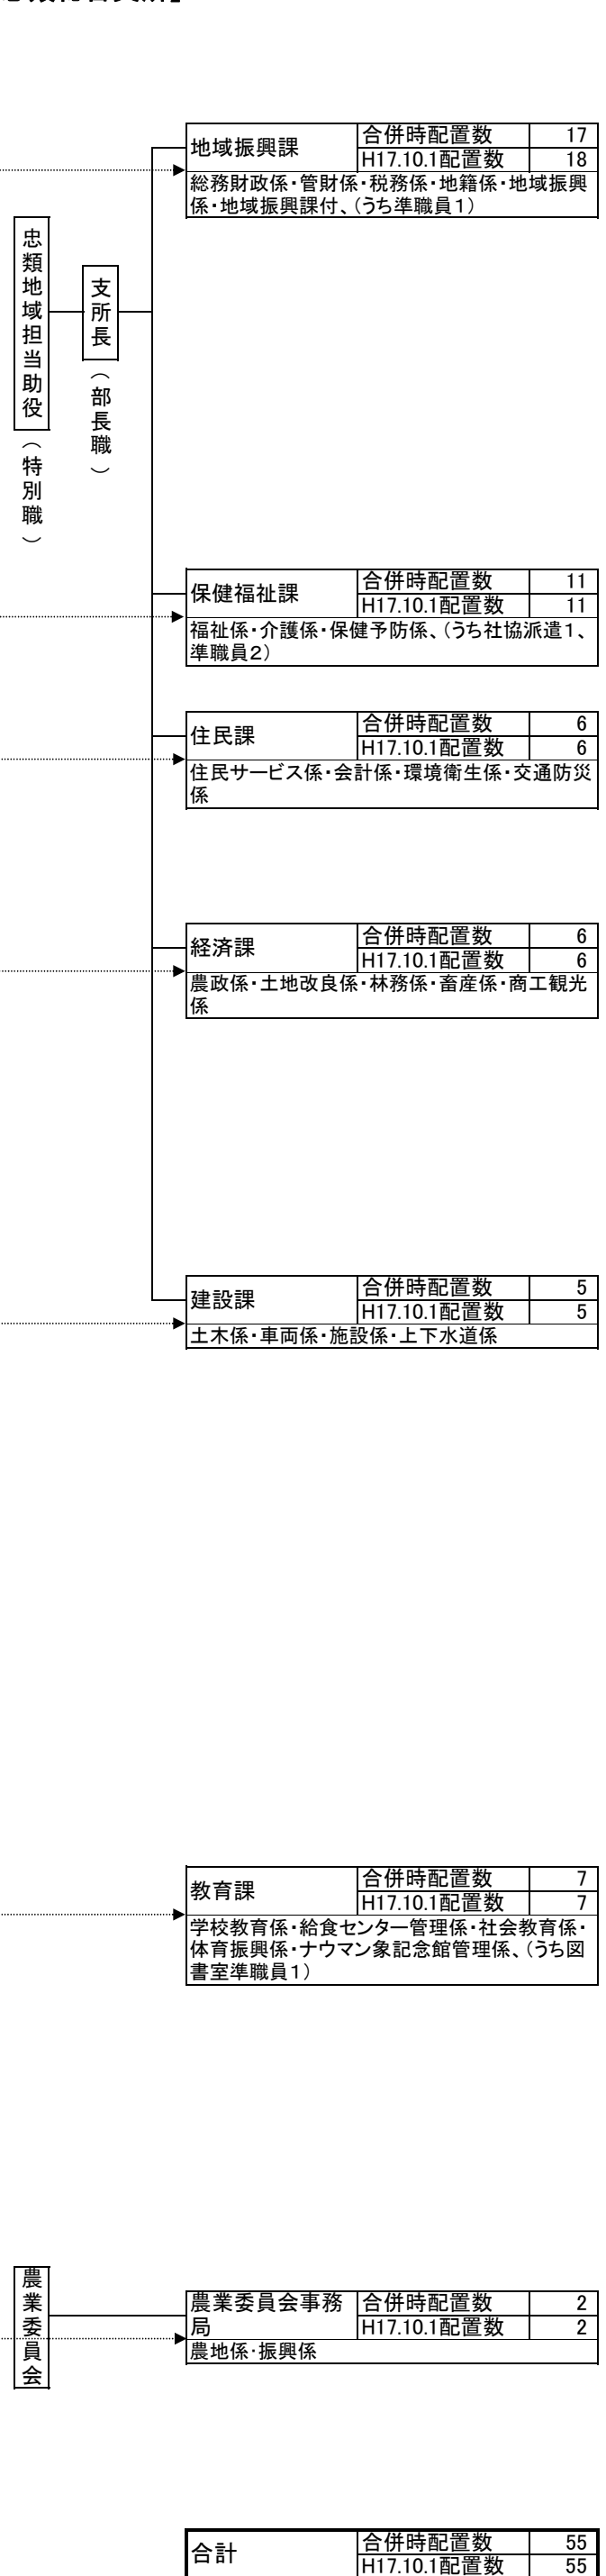 地域振興課
合併時配置数 17
H17.10.1配置数 18
総務財政係・管財係・税務係・地籍係・地域振興
係・地域振興課付、(うち準職員1)
忠類地域担当助役
(特別職)
支所長
(部長職)
保健福祉課
合併時配置数 11
H17.10.1配置数 11
福祉係・介護係・保健予防係、(うち社協派遣1、
準職員2)
住民課
合併時配置数 6
H17.10.1配置数 6
住民サービス係・会計係・環境衛生係・交通防災
係
経済課
合併時配置数 6
H17.10.1配置数 6
農政係・土地改良係・林務係・畜産係・商工観光
係
建設課
合併時配置数 5
H17.10.1配置数 5
土木係・車両係・施設係・上下水道係
教育課
合併時配置数 7
H17.10.1配置数 7
学校教育係・給食センター管理係・社会教育係・
体育振興係・ナウマン象記念館管理係、(うち図
書室準職員1)
農業委員会
農業委員会事務
局
合併時配置数 2
H17.10.1配置数 2
農地係・振興係
合計
合併時配置数 55
H17.10.1配置数 55